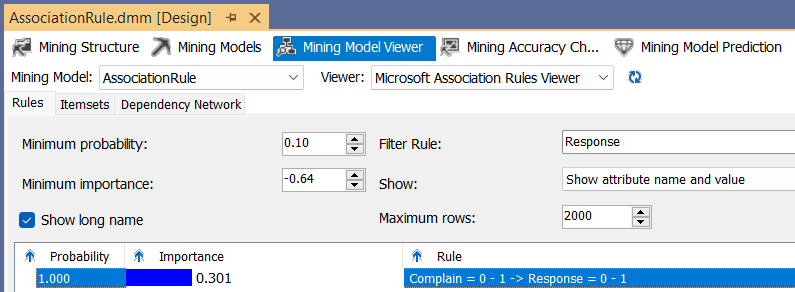 AssociationRule.dmm [Design]
Mining Structure Mining Models Mining Model Viewer Mining Accuracy Ch... Mining Model Prediction
Mining Model: AssociationRule Viewer: Microsoft Association Rules Viewer
Rules Itemsets Dependency Network
Minimum probability: 0.10 Filter Rule: Response
Minimum importance: -0.64 Show: Show attribute name and value
Show long name Maximum rows: 2000
Probability Importance Rule
1.000 0.301 Complain = 0 - 1 -> Response = 0 - 1